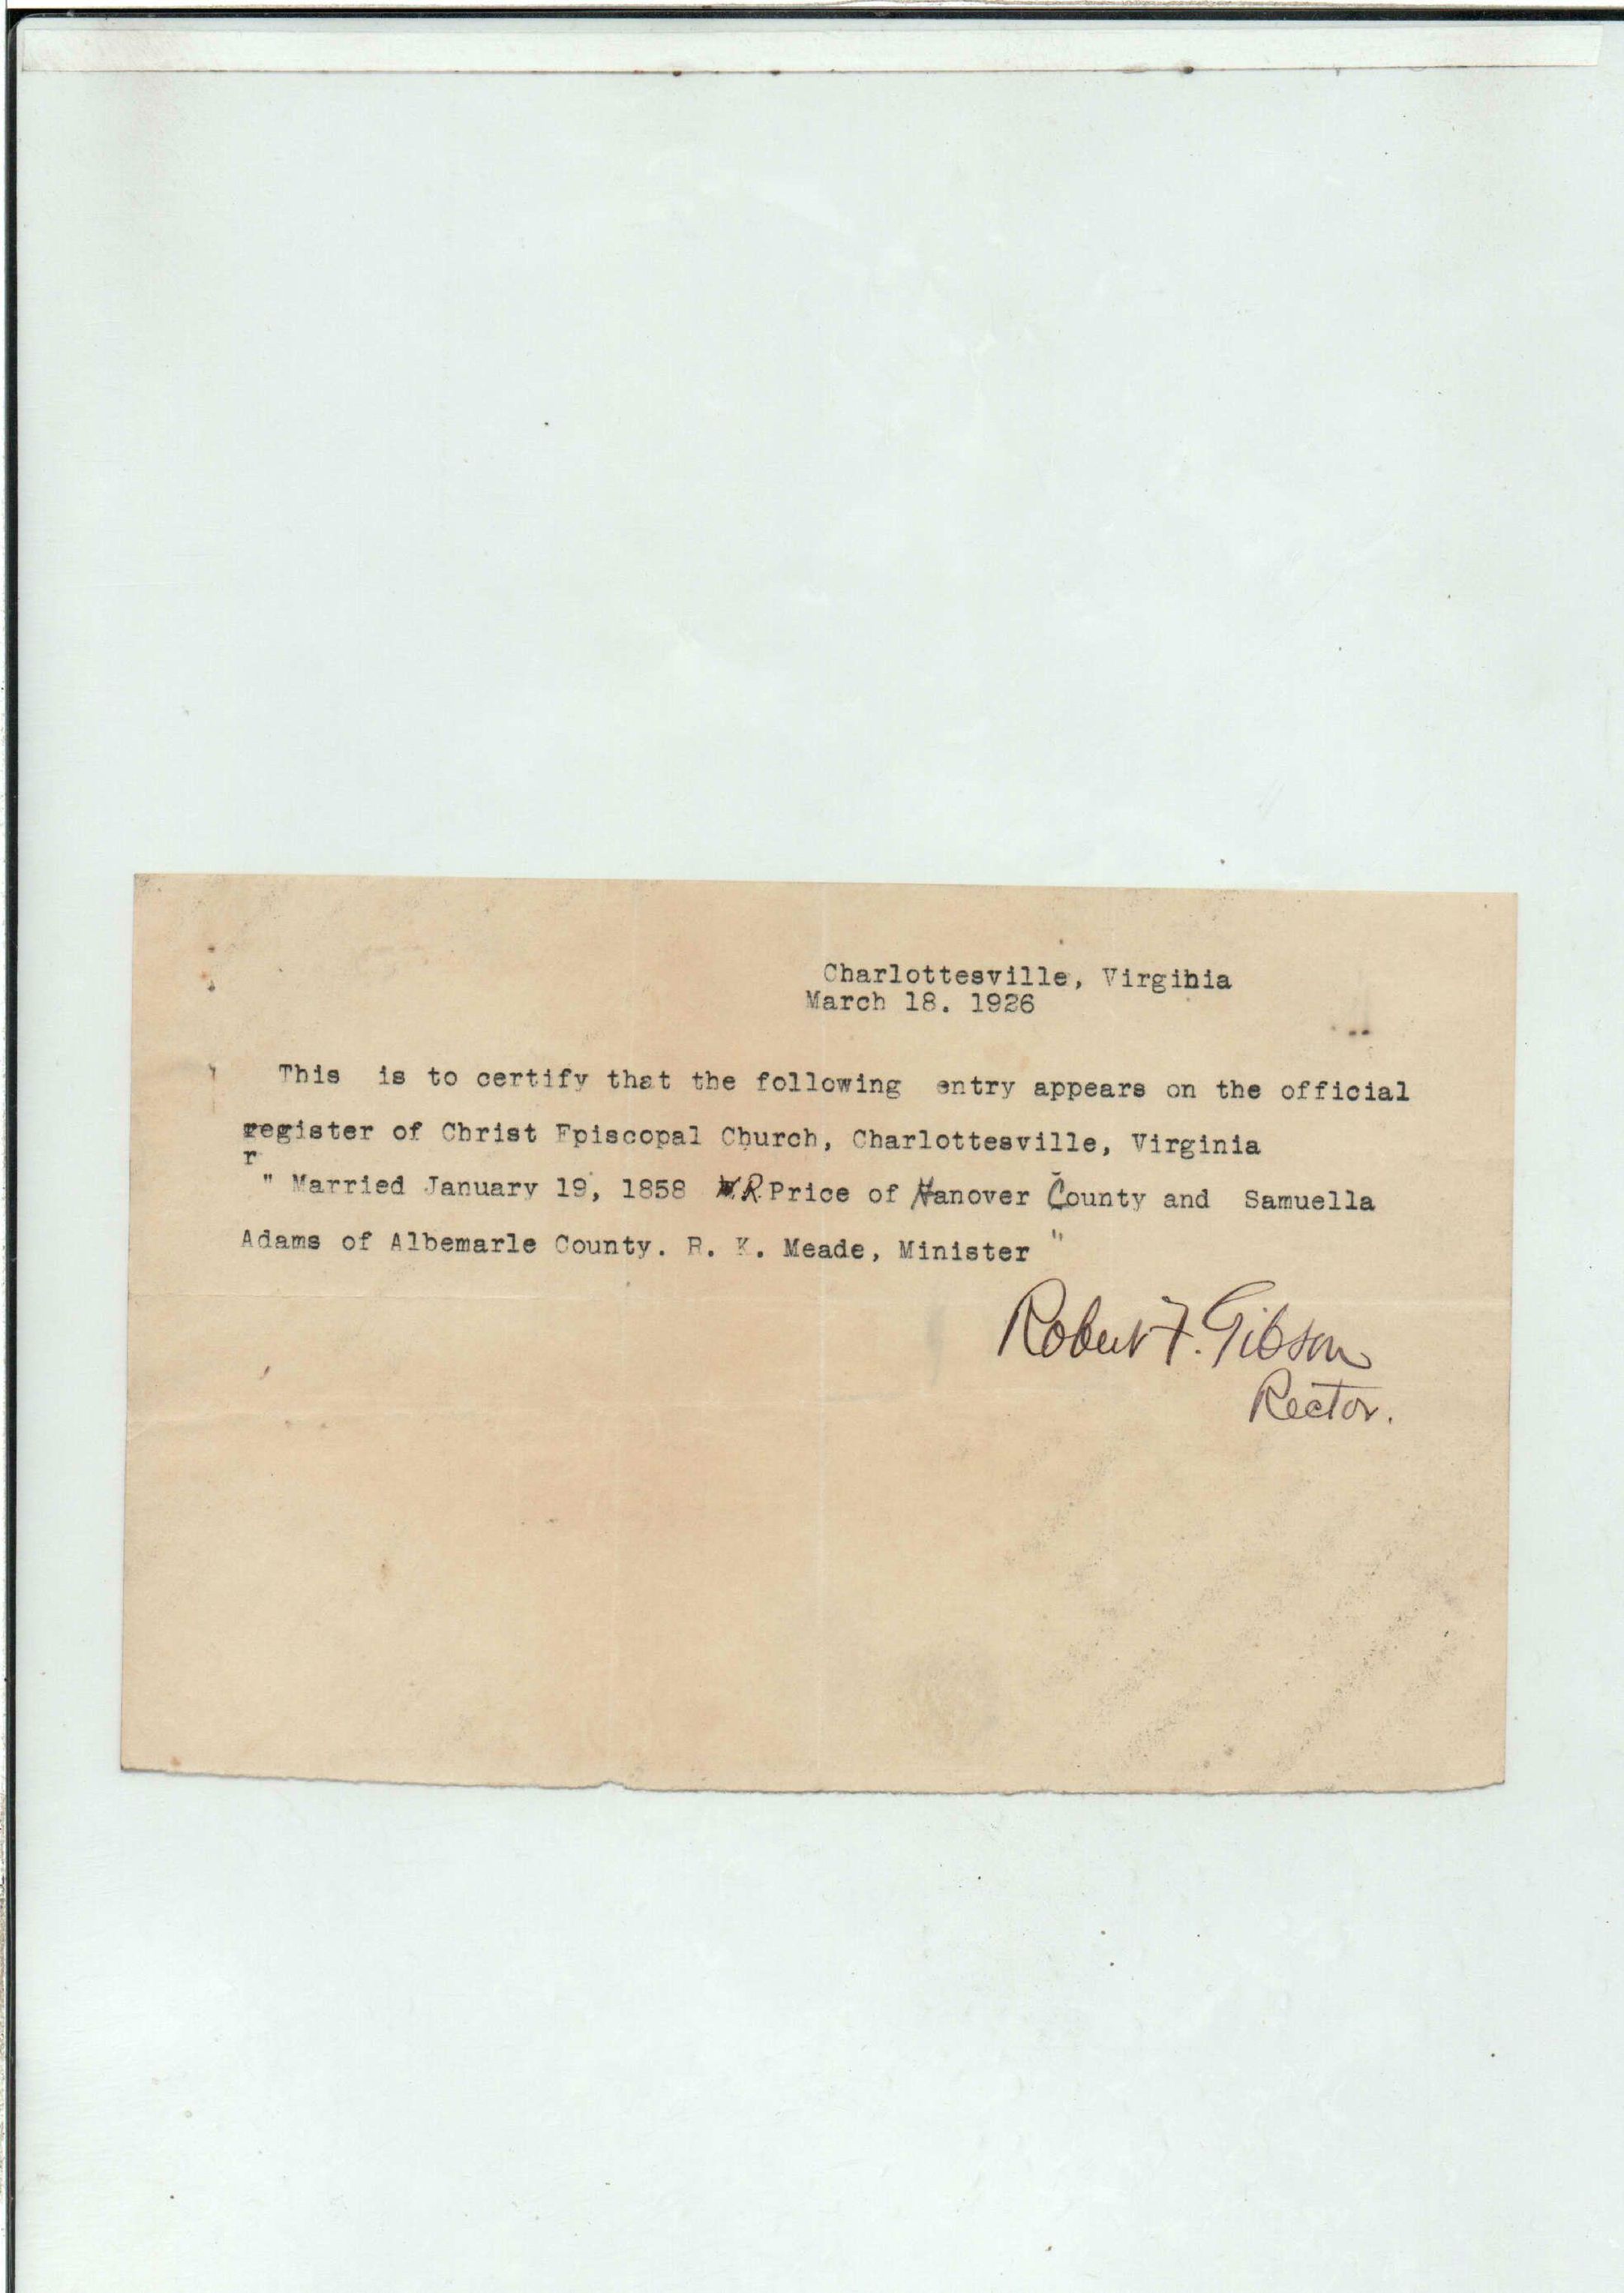 Charlottesville, Virginia
March 18. 1926
This is to certify that the following entry appears on the official
register of Christ Episcopal Church, Charlottesville, Virginia
r
" Married January 19, 1858 W.R. Price of Hanover County and Samuella
Adams of Albemarle County. R. K. Meade, Minister "
Robert F. Gibson
Rector.